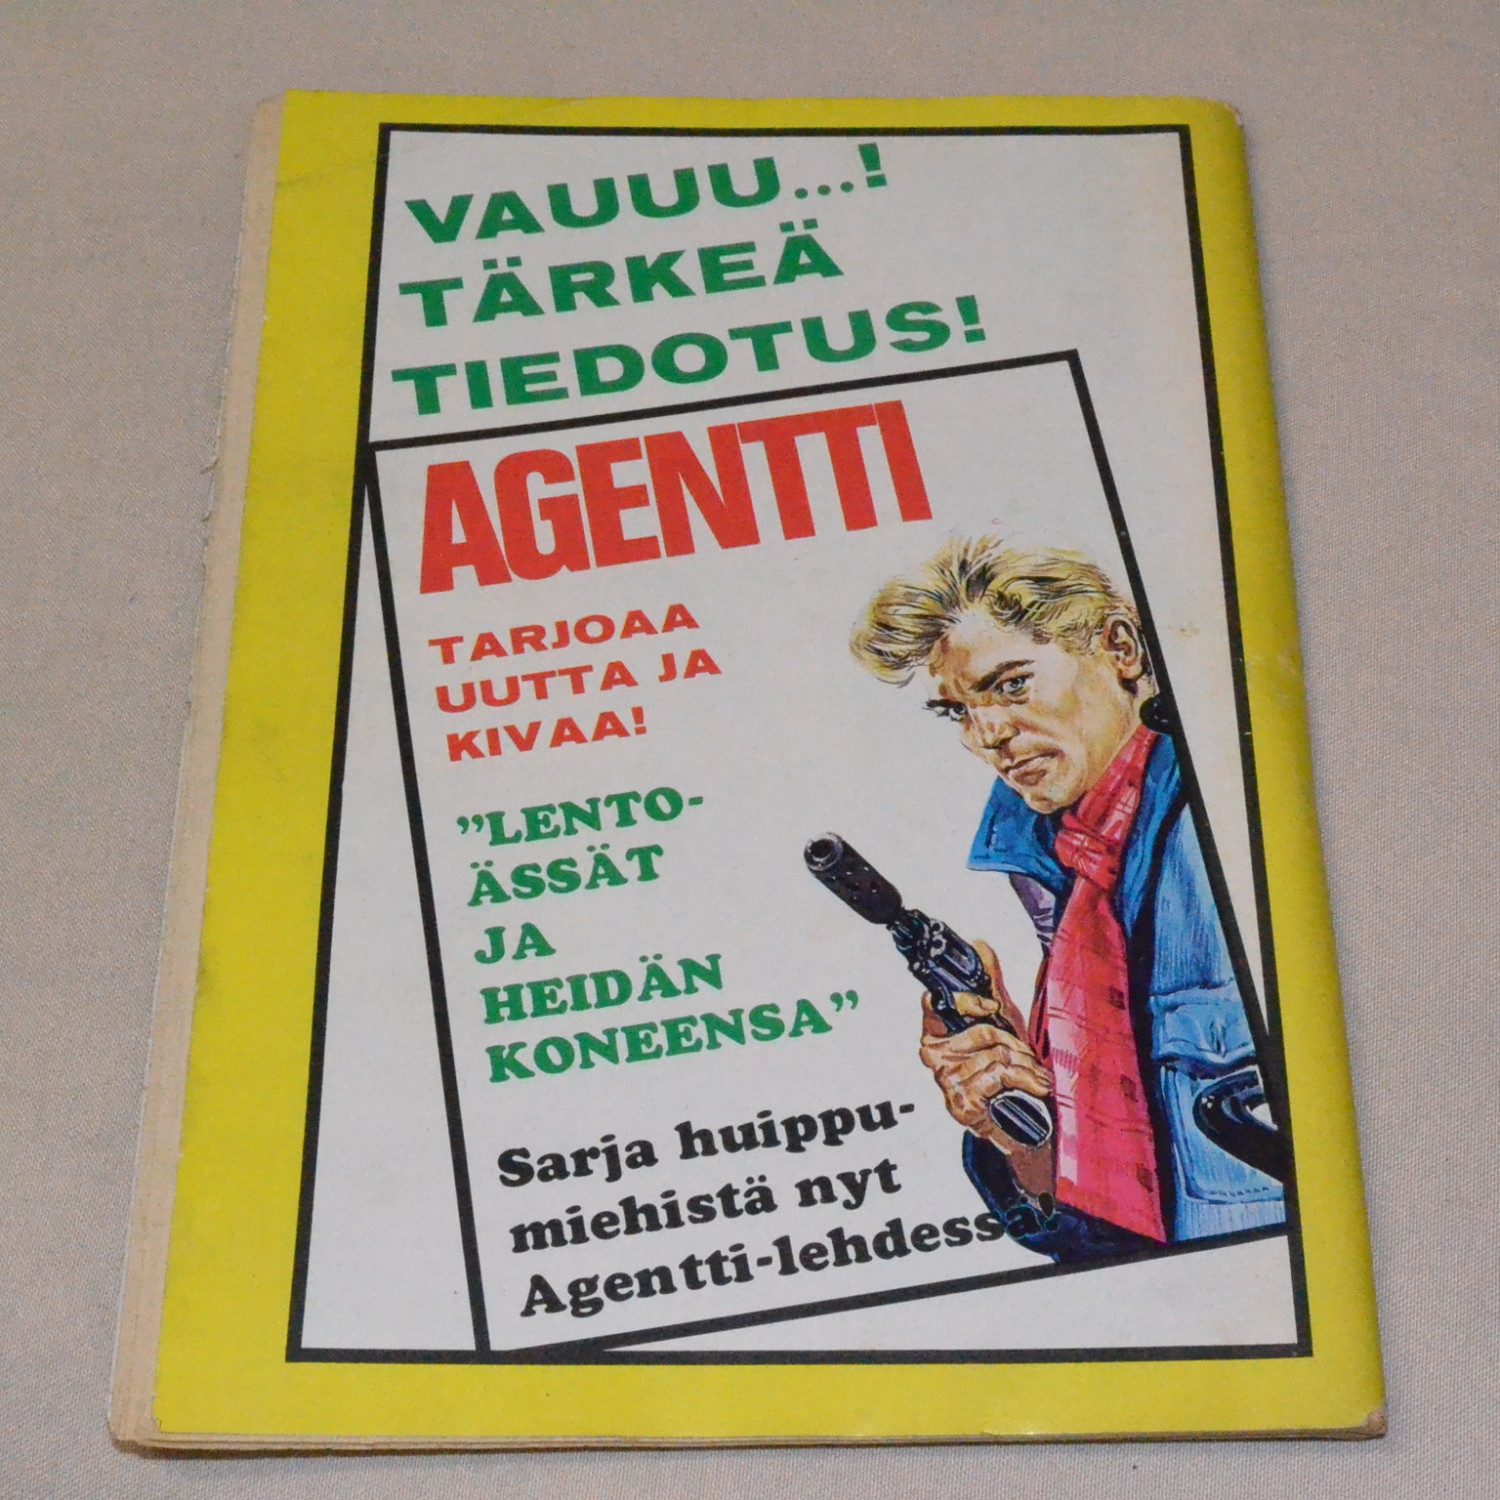 VAUUU...!
TÄRKEÄ
TIEDOTUS!
AGENTTI
TARJOAA
UUTTA JA
KIVAA!
”LENTO-
ÄSSÄT
JA
HEIDÄN
KONEENSA”
Sarja huippu-
miehistä nyt
Agentti-lehdessä!